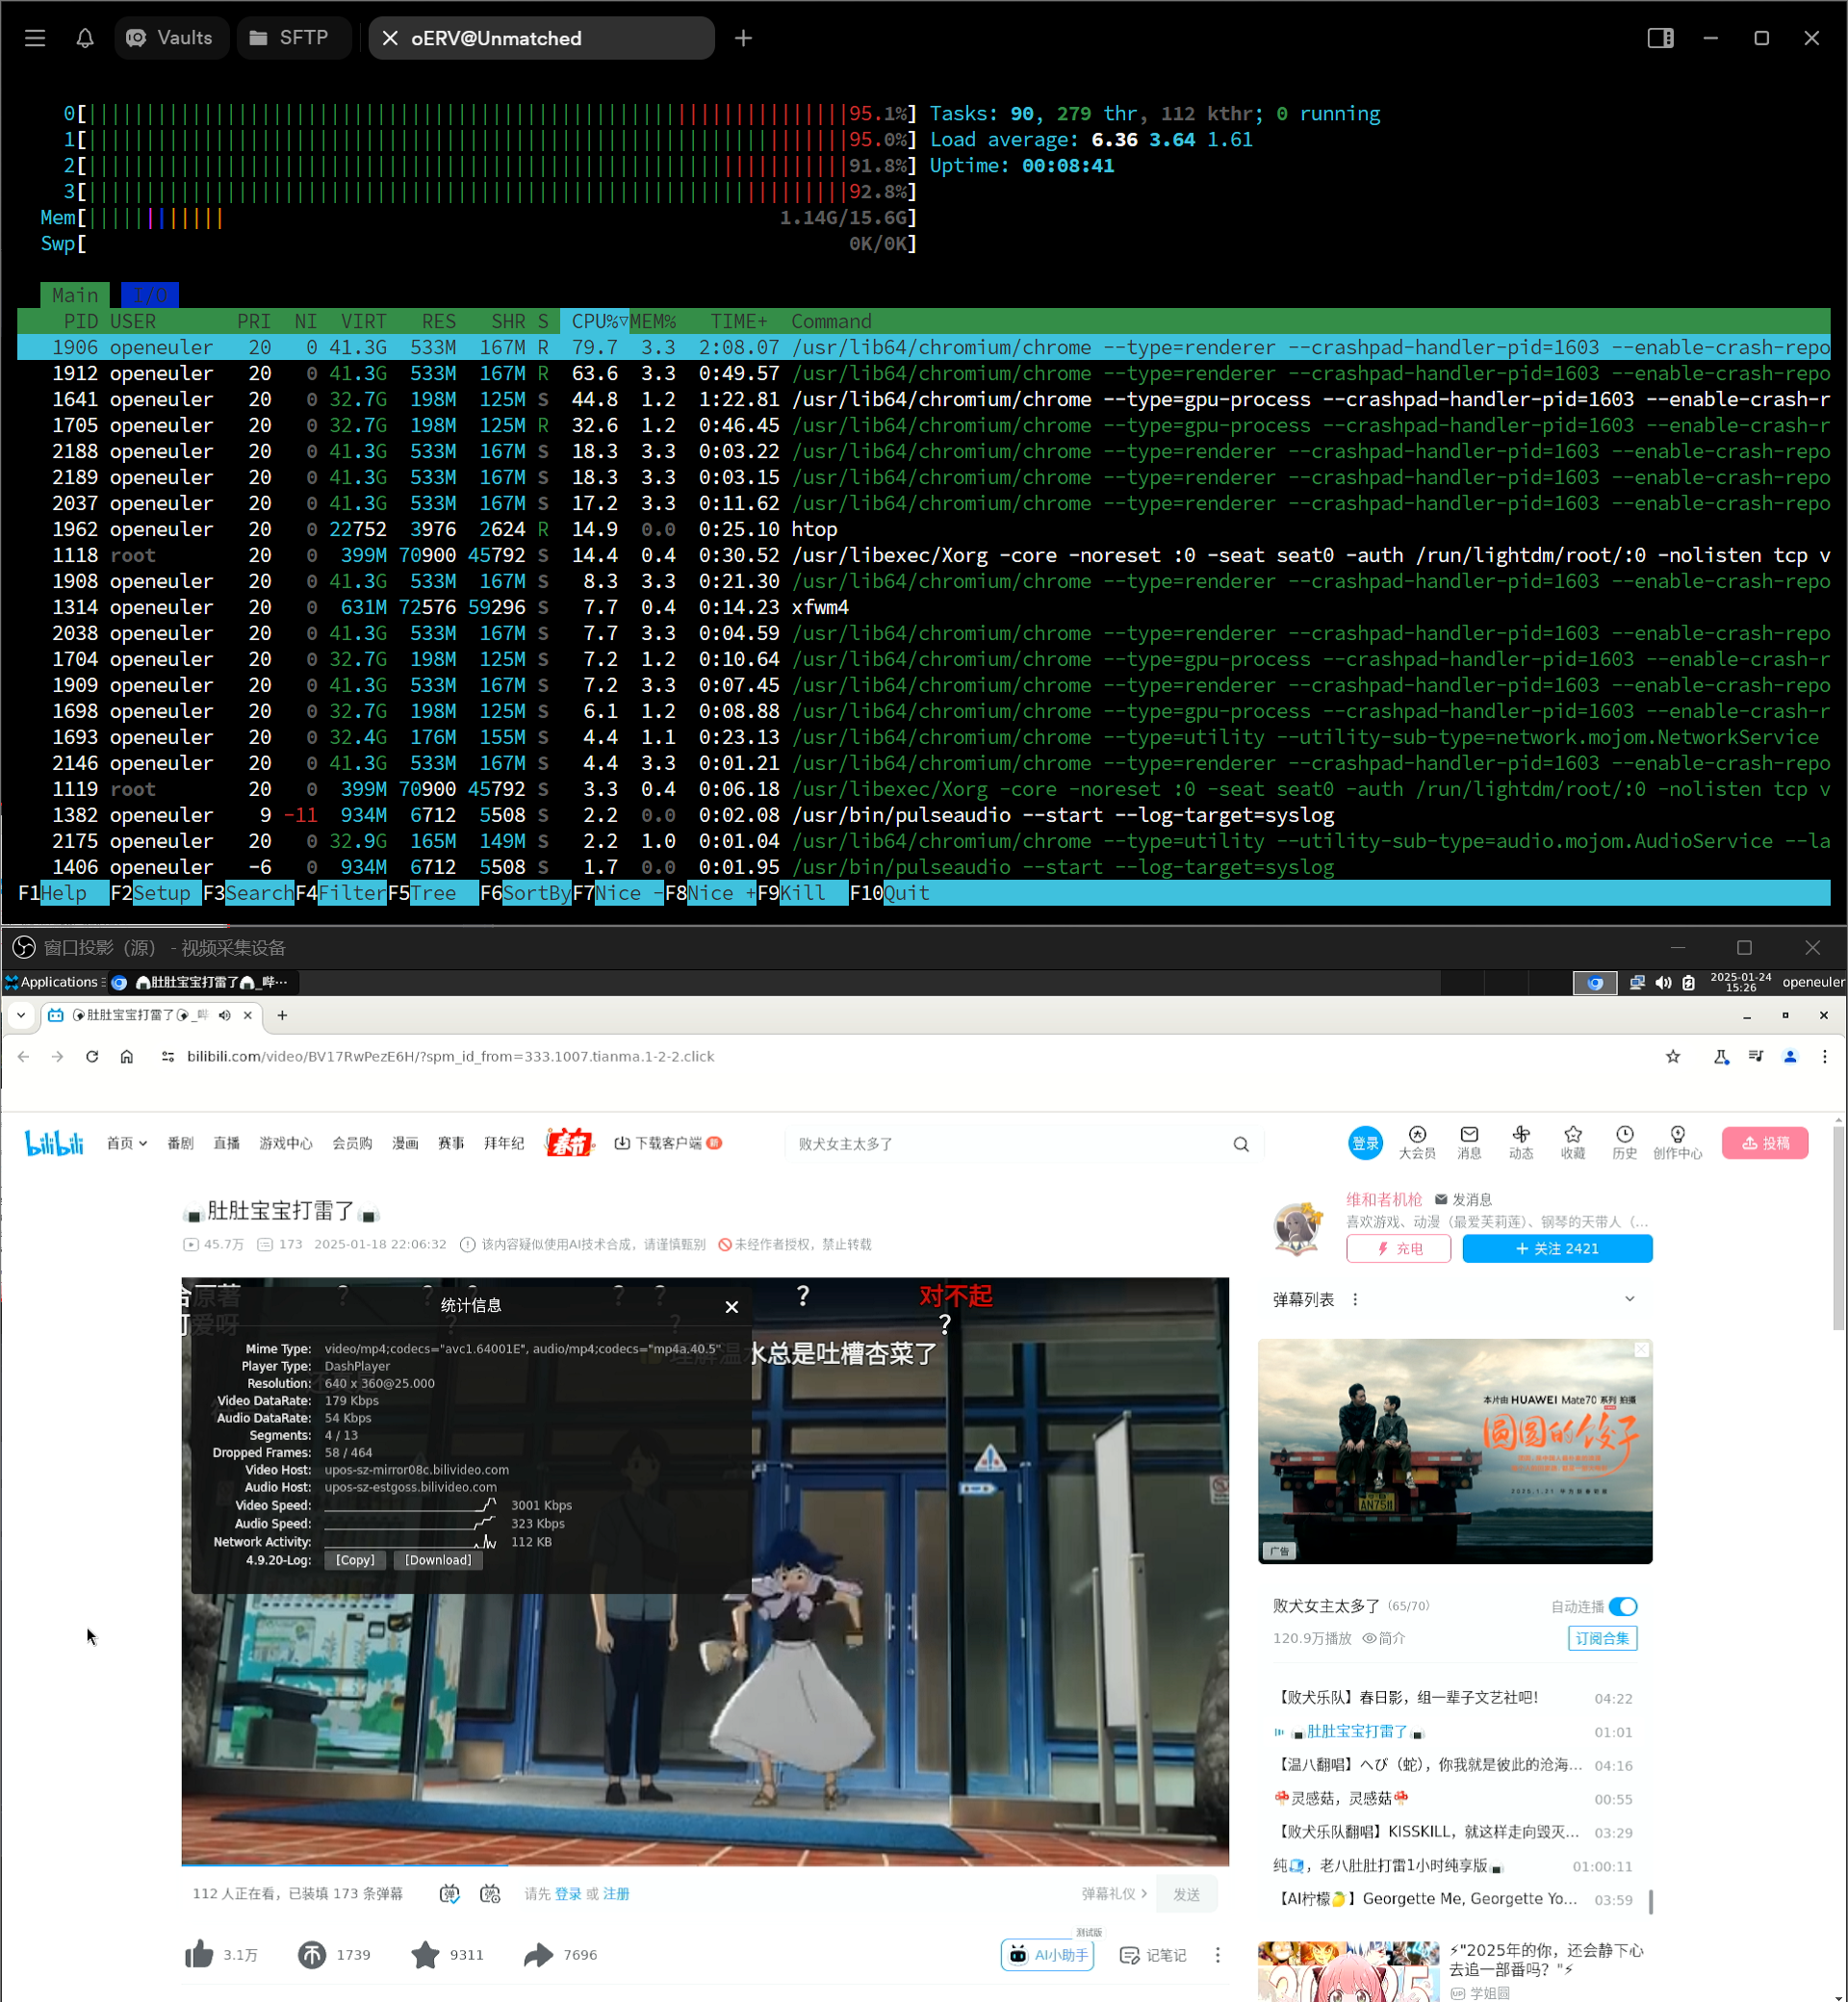 Vaults SFTP oERV@Unmatched
0[95.1%] Tasks: 90, 279 thr, 112 kthr; 0 running
1[95.0%] Load average: 6.36 3.64 1.61
2[91.8%] Uptime: 00:08:41
3[92.8%]
Mem[1.14G/15.6G]
Swp[0K/0K]
Main I/O
PID USER PRI NI VIRT RES SHR S CPU%▽MEM% TIME+ Command
1906 openeuler 20 0 41.3G 533M 167M R 79.7 3.3 2:08.07 /usr/lib64/chromium/chrome --type=renderer --crashpad-handler-pid=1603 --enable-crash-repo
1912 openeuler 20 0 41.3G 533M 167M R 63.6 3.3 0:49.57 /usr/lib64/chromium/chrome --type=renderer --crashpad-handler-pid=1603 --enable-crash-repo
1641 openeuler 20 0 32.7G 198M 125M S 44.8 1.2 1:22.81 /usr/lib64/chromium/chrome --type=gpu-process --crashpad-handler-pid=1603 --enable-crash-r
1705 openeuler 20 0 32.7G 198M 125M R 32.6 1.2 0:46.45 /usr/lib64/chromium/chrome --type=gpu-process --crashpad-handler-pid=1603 --enable-crash-r
2188 openeuler 20 0 41.3G 533M 167M S 18.3 3.3 0:03.22 /usr/lib64/chromium/chrome --type=renderer --crashpad-handler-pid=1603 --enable-crash-repo
2189 openeuler 20 0 41.3G 533M 167M S 18.3 3.3 0:03.15 /usr/lib64/chromium/chrome --type=renderer --crashpad-handler-pid=1603 --enable-crash-repo
2037 openeuler 20 0 41.3G 533M 167M S 17.2 3.3 0:11.62 /usr/lib64/chromium/chrome --type=renderer --crashpad-handler-pid=1603 --enable-crash-repo
1962 openeuler 20 0 22752 3976 2624 R 14.9 0.0 0:25.10 htop
1118 root 20 0 399M 70900 45792 S 14.4 0.4 0:30.52 /usr/libexec/Xorg -core -noreset :0 -seat seat0 -auth /run/lightdm/root/:0 -nolisten tcp v
1908 openeuler 20 0 41.3G 533M 167M S 8.3 3.3 0:21.30 /usr/lib64/chromium/chrome --type=renderer --crashpad-handler-pid=1603 --enable-crash-repo
1314 openeuler 20 0 631M 72576 59296 S 7.7 0.4 0:14.23 xfwm4
2038 openeuler 20 0 41.3G 533M 167M S 7.7 3.3 0:04.59 /usr/lib64/chromium/chrome --type=renderer --crashpad-handler-pid=1603 --enable-crash-repo
1704 openeuler 20 0 32.7G 198M 125M S 7.2 1.2 0:10.64 /usr/lib64/chromium/chrome --type=gpu-process --crashpad-handler-pid=1603 --enable-crash-r
1909 openeuler 20 0 41.3G 533M 167M S 7.2 3.3 0:07.45 /usr/lib64/chromium/chrome --type=renderer --crashpad-handler-pid=1603 --enable-crash-repo
1698 openeuler 20 0 32.7G 198M 125M S 6.1 1.2 0:08.88 /usr/lib64/chromium/chrome --type=gpu-process --crashpad-handler-pid=1603 --enable-crash-r
1693 openeuler 20 0 32.4G 176M 155M S 4.4 1.1 0:23.13 /usr/lib64/chromium/chrome --type=utility --utility-sub-type=network.mojom.NetworkService
2146 openeuler 20 0 41.3G 533M 167M S 4.4 3.3 0:01.21 /usr/lib64/chromium/chrome --type=renderer --crashpad-handler-pid=1603 --enable-crash-repo
1119 root 20 0 399M 70900 45792 S 3.3 0.4 0:06.18 /usr/libexec/Xorg -core -noreset :0 -seat seat0 -auth /run/lightdm/root/:0 -nolisten tcp v
1382 openeuler 9 -11 934M 6712 5508 S 2.2 0.0 0:02.08 /usr/bin/pulseaudio --start --log-target=syslog
2175 openeuler 20 0 32.9G 165M 149M S 2.2 1.0 0:01.04 /usr/lib64/chromium/chrome --type=utility --utility-sub-type=audio.mojom.AudioService --la
1406 openeuler -6 0 934M 6712 5508 S 1.7 0.0 0:01.95 /usr/bin/pulseaudio --start --log-target=syslog
F1Help F2Setup F3SearchF4FilterF5Tree F6SortByF7Nice -F8Nice +F9Kill F10Quit
窗口投影（源） - 视频采集设备
Applications 🍙肚肚宝宝打雷了🍙_哔… 2025-01-24 15:26 openeuler
肚肚宝宝打雷了
bilibili.com/video/BV17RwPezE6H/?spm_id_from=333.1007.tianma.1-2-2.click
bilibili 首页 番剧 直播 游戏中心 会员购 漫画 赛事 拜年纪 春节 下载客户端 新 败犬女主太多了 登录 大会员 消息 动态 收藏 历史 创作中心 投稿
🍙肚肚宝宝打雷了🍙
45.7万 173 2025-01-18 22:06:32 该内容疑似使用AI技术合成，请谨慎甄别 未经作者授权，禁止转载
维和者机枪 发消息
喜欢游戏、动漫（最爱芙莉莲）、钢琴的天带人（...
充电 + 关注 2421
弹幕列表
对不起
水总是吐槽杏菜了
? ? ? ? ? ? ?
统计信息
Mime Type: video/mp4;codecs="avc1.64001E", audio/mp4;codecs="mp4a.40.5"
Player Type: DashPlayer
Resolution: 640 x 360@25.000
Video DataRate: 179 Kbps
Audio DataRate: 54 Kbps
Segments: 4 / 13
Dropped Frames: 58 / 464
Video Host: upos-sz-mirror08c.bilivideo.com
Audio Host: upos-sz-estgoss.bilivideo.com
Video Speed: 3001 Kbps
Audio Speed: 323 Kbps
Network Activity: 112 KB
4.9.20-Log: [Copy] [Download]
本片由 HUAWEI Mate70 系列 拍摄
圆圆的饺子
AN7511
广告
败犬女主太多了（65/70） 自动连播
120.9万播放 简介 订阅合集
【败犬乐队】春日影，组一辈子文艺社吧! 04:22
🍙肚肚宝宝打雷了🍙 01:01
【温八翻唱】へび（蛇），你我就是彼此的沧海... 04:16
🍄灵感菇，灵感菇🍄 00:55
【败犬乐队翻唱】KISSKILL，就这样走向毁灭... 03:29
纯🧊，老八肚肚打雷1小时纯享版🍙 01:00:11
【AI柠檬🍋】Georgette Me, Georgette Yo... 03:59
112 人正在看，已装填 173 条弹幕 请先 登录 或 注册 弹幕礼仪 发送
3.1万 1739 9311 7696 测试版 AI小助手 记笔记
⚡"2025年的你，还会静下心
去追一部番吗？"⚡
UP 学姐圆